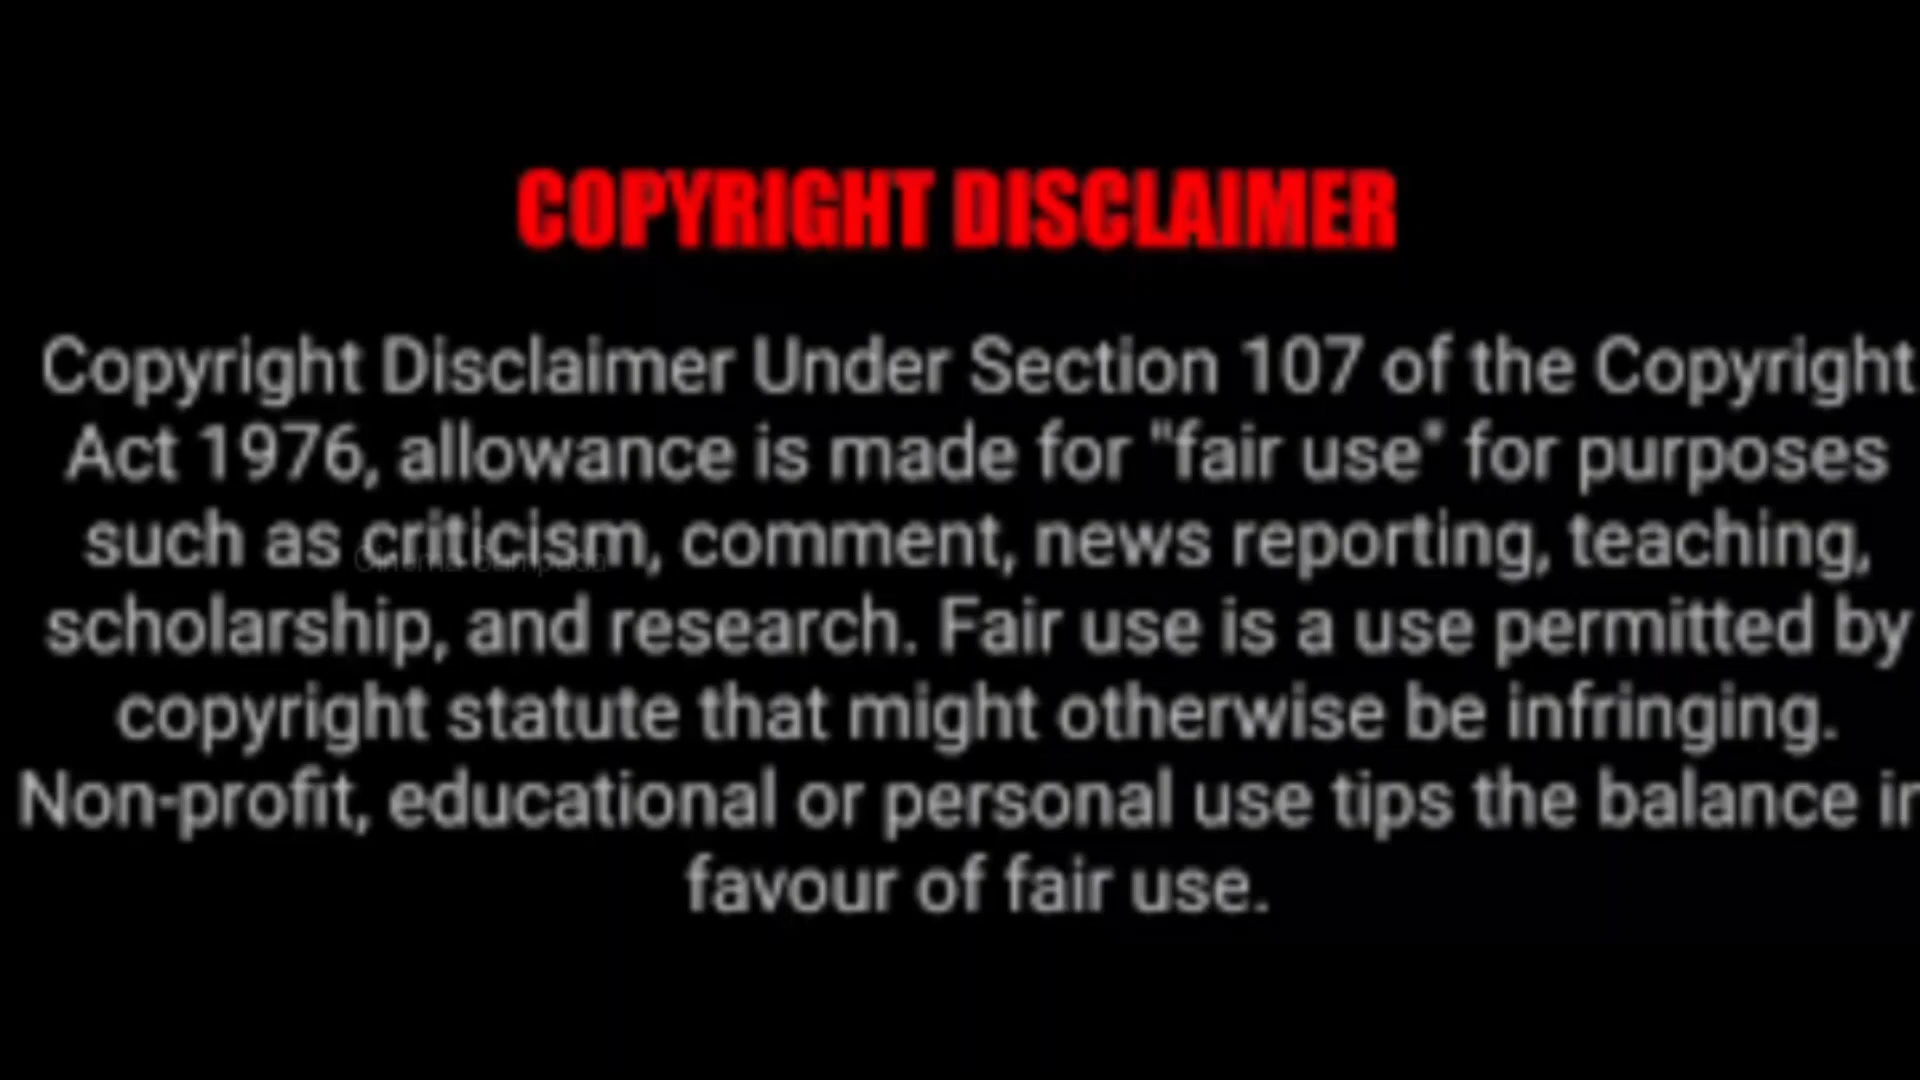 COPYRIGHT DISCLAIMER
Copyright Disclaimer Under Section 107 of the Copyright
Act 1976, allowance is made for "fair use" for purposes
such as criticism, comment, news reporting, teaching,
scholarship, and research. Fair use is a use permitted by
copyright statute that might otherwise be infringing.
Non-profit, educational or personal use tips the balance in
favour of fair use.